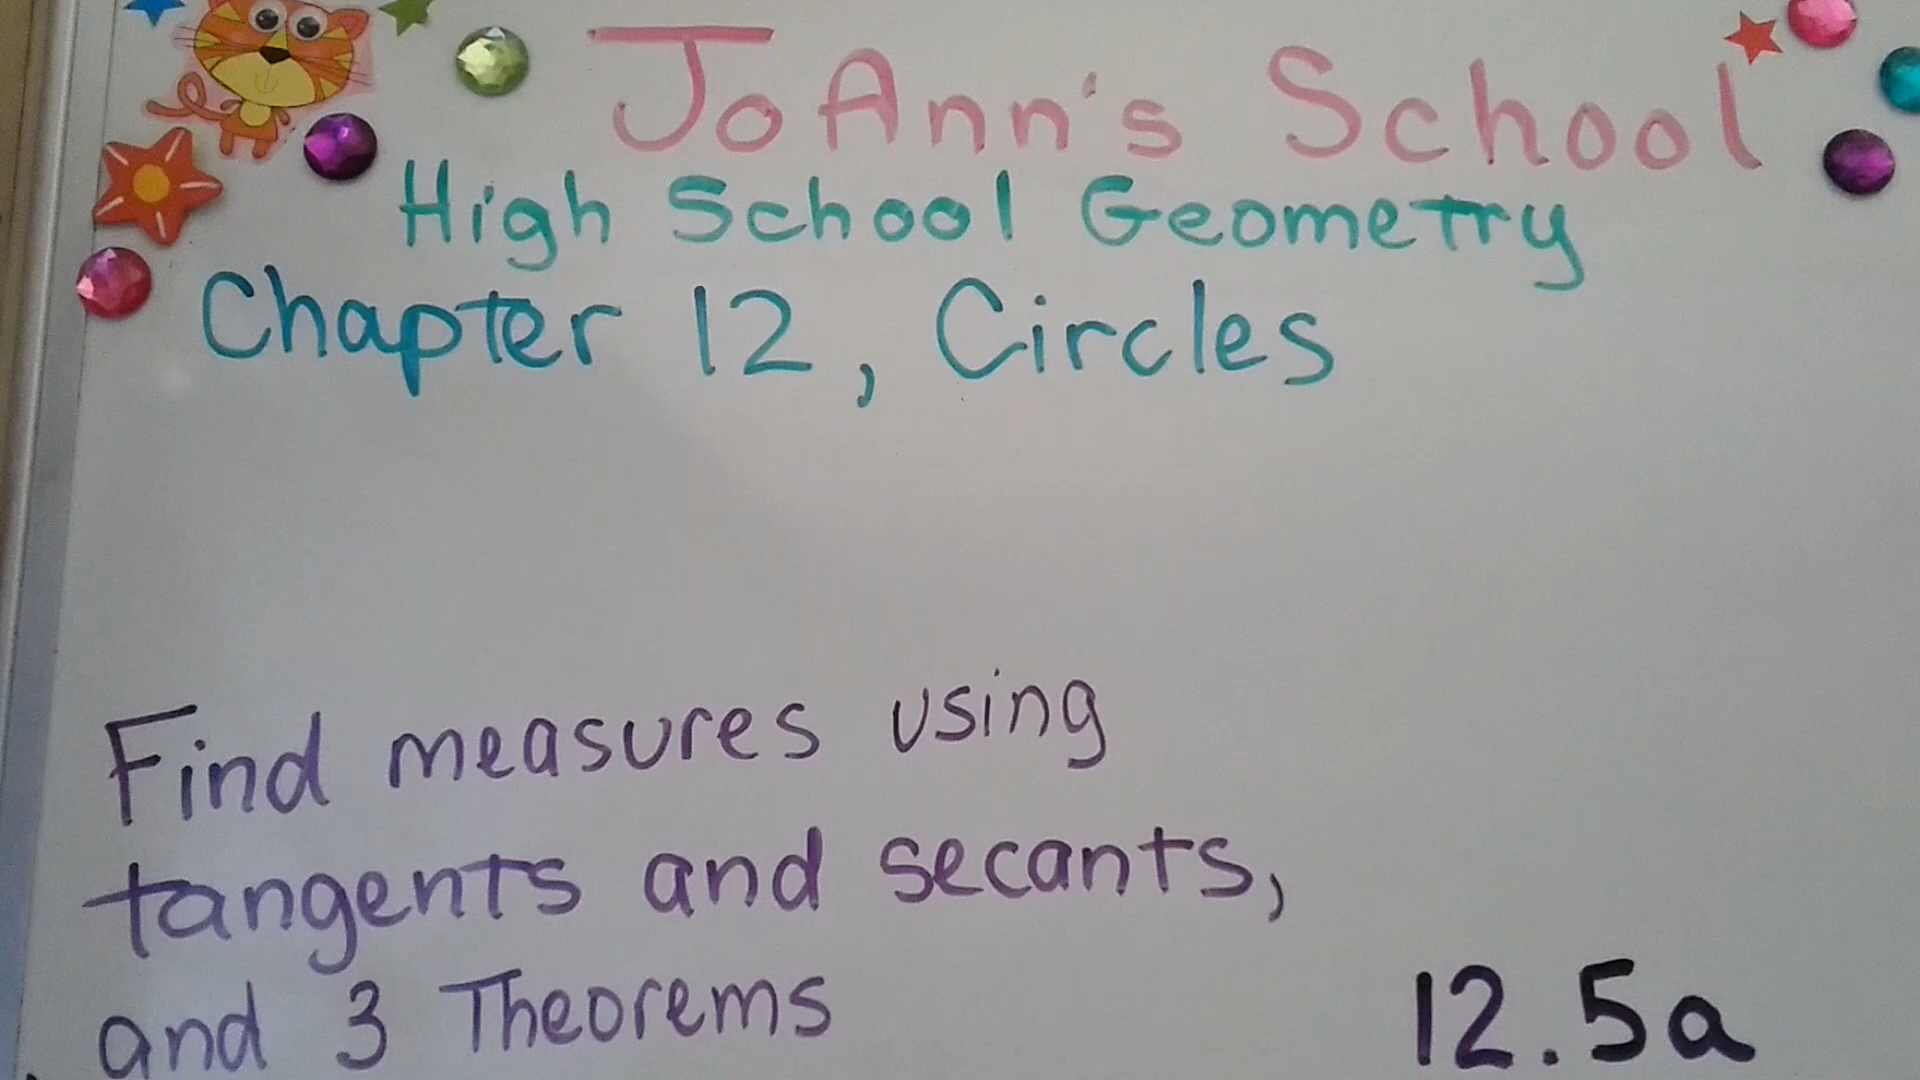 JoAnn's School
High School Geometry
Chapter 12, Circles
Find measures using
tangents and secants,
and 3 Theorems
12.5a